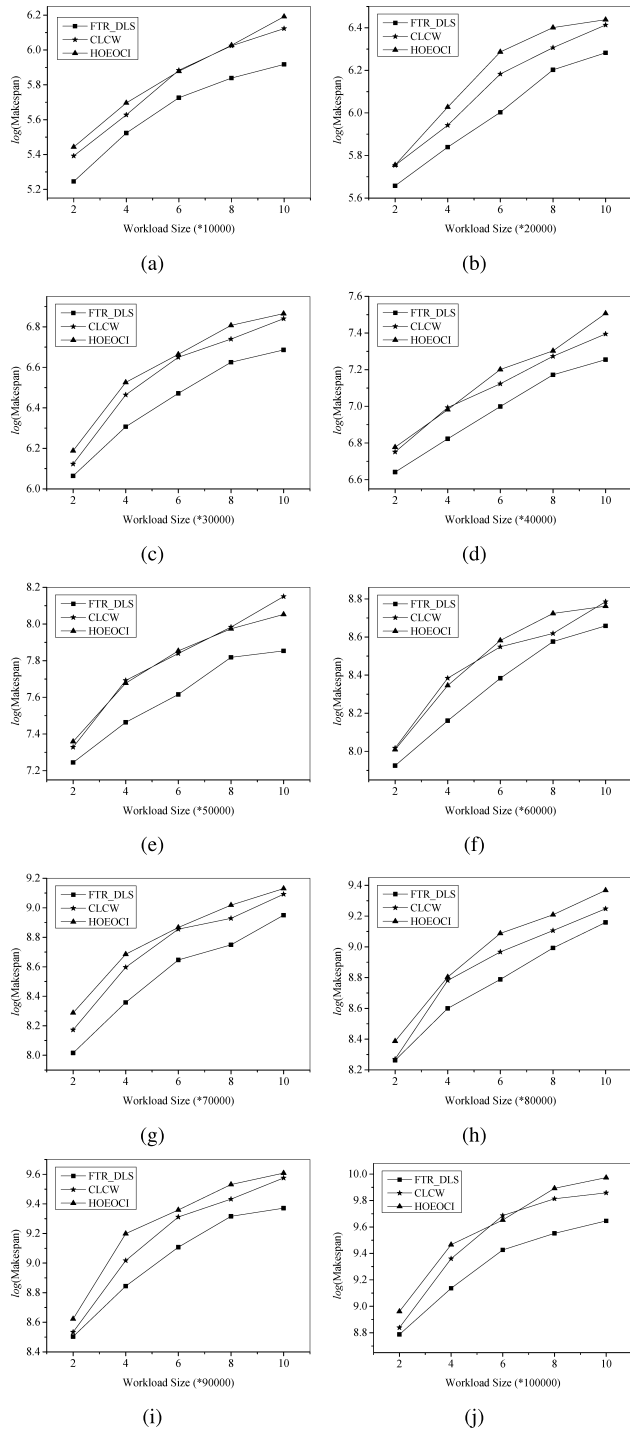 log(Makespan)
6.2
6.0
5.8
5.6
5.4
5.2
FTR_DLS
CLCW
HOEOCI
2 4 6 8 10
Workload Size (*10000)
(a)
log(Makespan)
6.4
6.2
6.0
5.8
5.6
FTR_DLS
CLCW
HOEOCI
2 4 6 8 10
Workload Size (*20000)
(b)
log(Makespan)
6.8
6.6
6.4
6.2
6.0
FTR_DLS
CLCW
HOEOCI
2 4 6 8 10
Workload Size (*30000)
(c)
log(Makespan)
7.6
7.4
7.2
7.0
6.8
6.6
FTR_DLS
CLCW
HOEOCI
2 4 6 8 10
Workload Size (*40000)
(d)
log(Makespan)
8.2
8.0
7.8
7.6
7.4
7.2
FTR_DLS
CLCW
HOEOCI
2 4 6 8 10
Workload Size (*50000)
(e)
log(Makespan)
8.8
8.6
8.4
8.2
8.0
FTR_DLS
CLCW
HOEOCI
2 4 6 8 10
Workload Size (*60000)
(f)
log(Makespan)
9.2
9.0
8.8
8.6
8.4
8.2
8.0
FTR_DLS
CLCW
HOEOCI
2 4 6 8 10
Workload Size (*70000)
(g)
log(Makespan)
9.4
9.2
9.0
8.8
8.6
8.4
8.2
FTR_DLS
CLCW
HOEOCI
2 4 6 8 10
Workload Size (*80000)
(h)
log(Makespan)
9.6
9.4
9.2
9.0
8.8
8.6
8.4
FTR_DLS
CLCW
HOEOCI
2 4 6 8 10
Workload Size (*90000)
(i)
log(Makespan)
10.0
9.8
9.6
9.4
9.2
9.0
8.8
FTR_DLS
CLCW
HOEOCI
2 4 6 8 10
Workload Size (*100000)
(j)